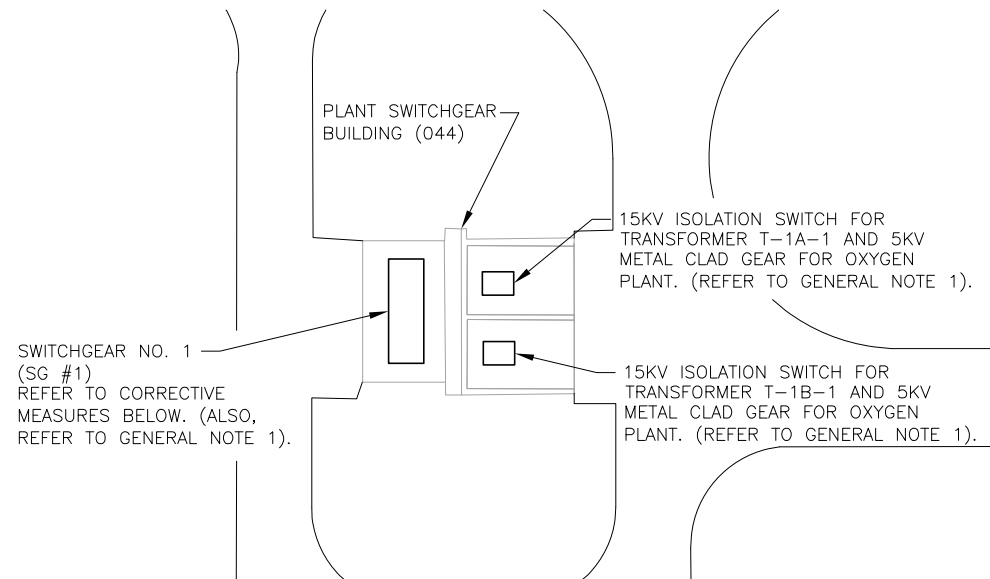 PLANT SWITCHGEAR
BUILDING (044)
15KV ISOLATION SWITCH FOR
TRANSFORMER T-1A-1 AND 5KV
METAL CLAD GEAR FOR OXYGEN
PLANT. (REFER TO GENERAL NOTE 1).
SWITCHGEAR NO. 1
(SG #1)
REFER TO CORRECTIVE
MEASURES BELOW. (ALSO,
REFER TO GENERAL NOTE 1).
15KV ISOLATION SWITCH FOR
TRANSFORMER T-1B-1 AND 5KV
METAL CLAD GEAR FOR OXYGEN
PLANT. (REFER TO GENERAL NOTE 1).